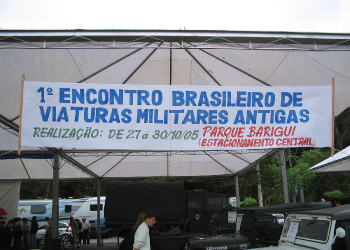 1º ENCONTRO BRASILEIRO DE
VIATURAS MILITARES ANTIGAS
REALIZAÇÃO: DE 27 à 30/10/05 PARQUE BARIGUI
(ESTACIONAMENTO CENTRAL)